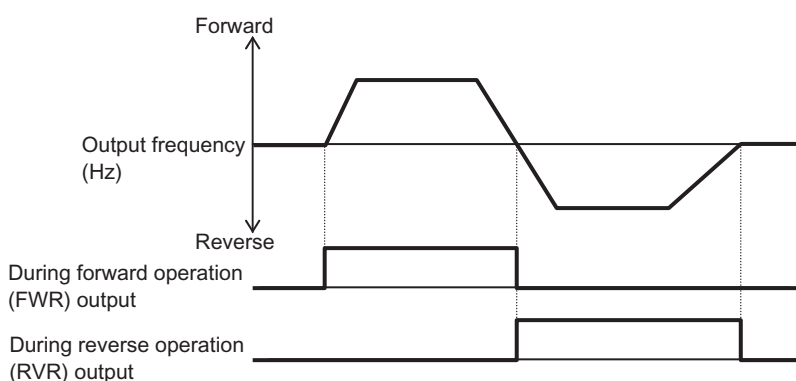 Forward
Output frequency
(Hz)
Reverse
During forward operation
(FWR) output
During reverse operation
(RVR) output